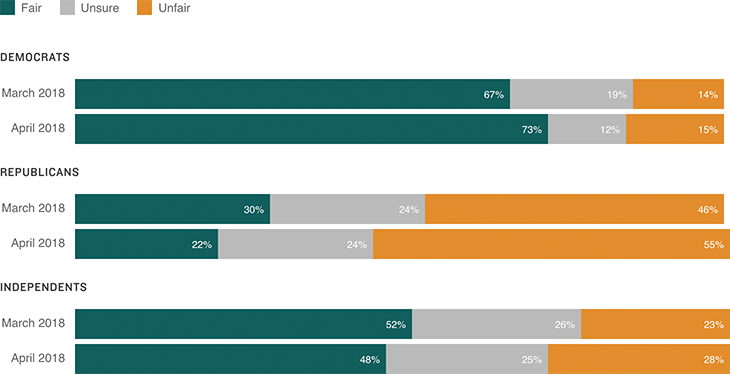 Fair Unsure Unfair
DEMOCRATS
March 2018 67% 19% 14%
April 2018 73% 12% 15%
REPUBLICANS
March 2018 30% 24% 46%
April 2018 22% 24% 55%
INDEPENDENTS
March 2018 52% 26% 23%
April 2018 48% 25% 28%